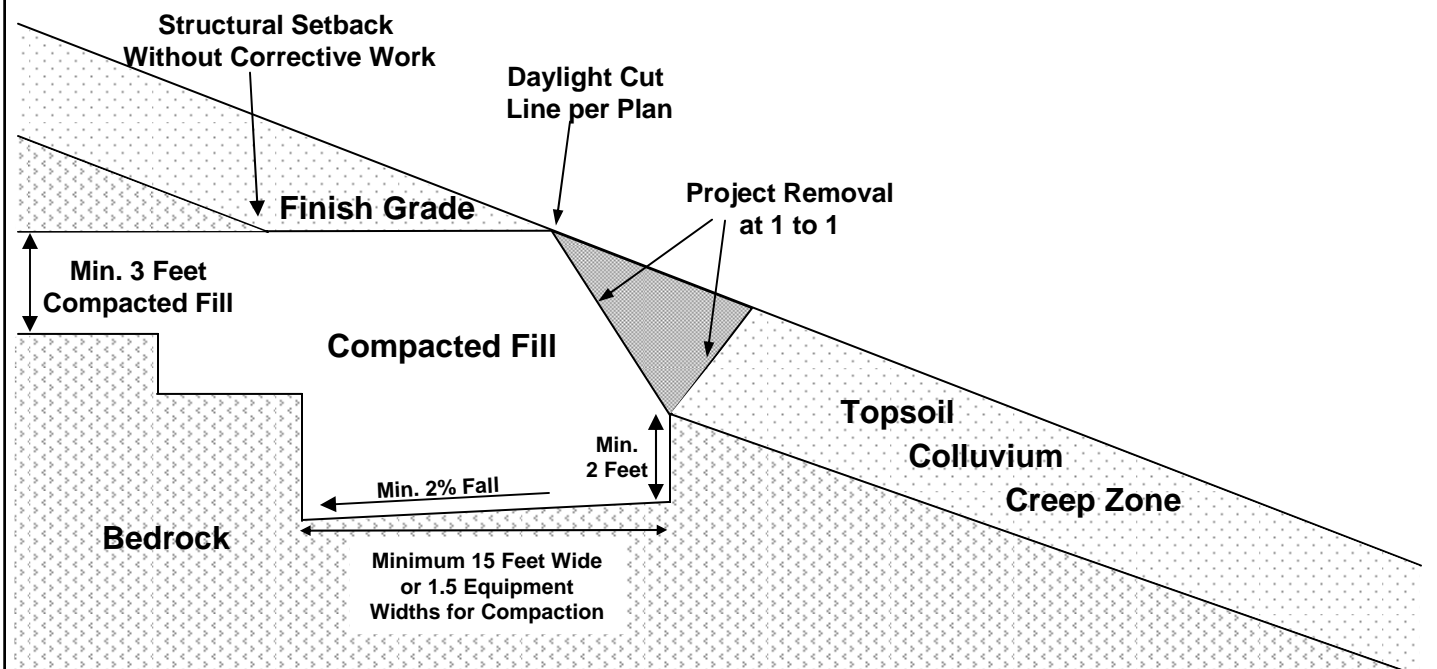 Structural Setback
Without Corrective Work
Daylight Cut
Line per Plan
Project Removal
at 1 to 1
Finish Grade
Min. 3 Feet
Compacted Fill
Compacted Fill
Topsoil
Colluvium
Creep Zone
Min.
2 Feet
Min. 2% Fall
Bedrock
Minimum 15 Feet Wide
or 1.5 Equipment
Widths for Compaction